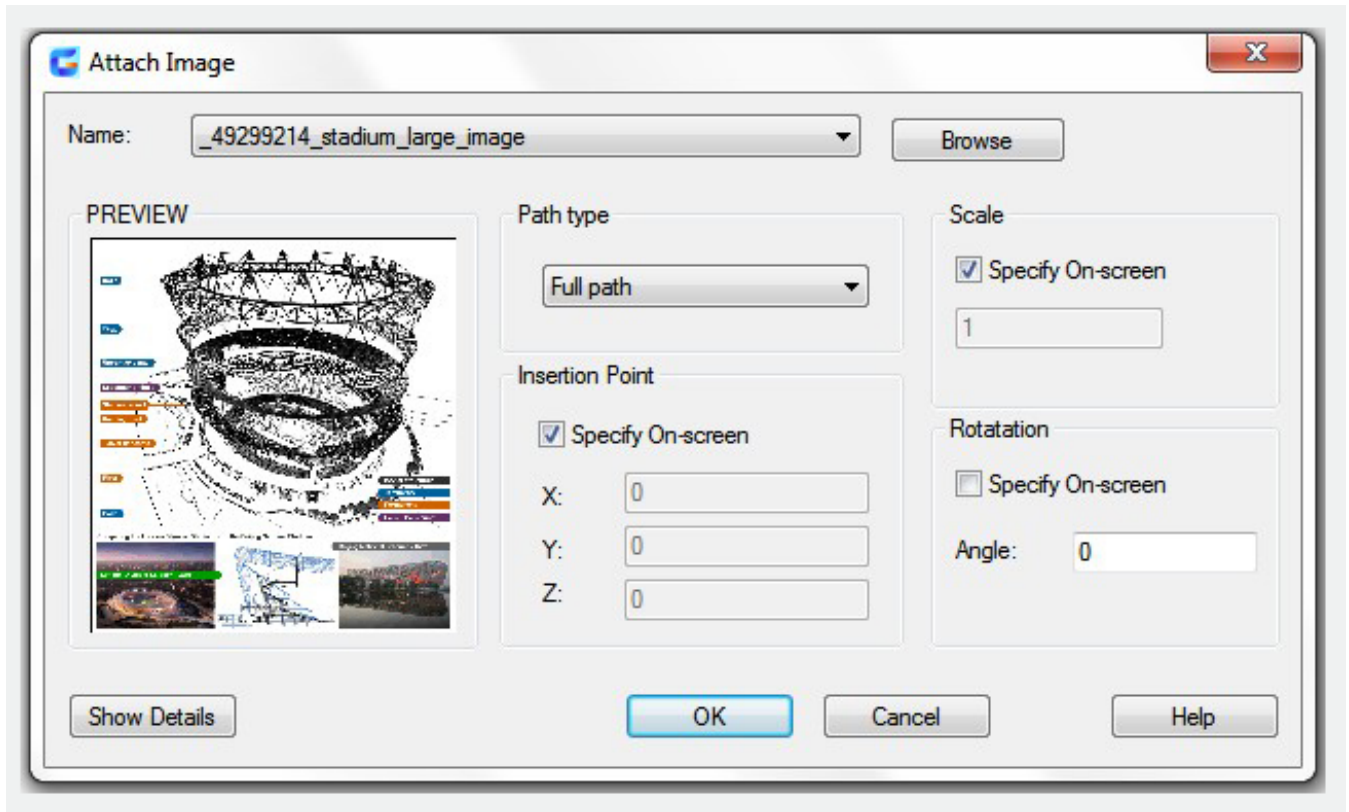 Attach Image
Name: _49299214_stadium_large_image Browse
PREVIEW
Path type
Full path
Insertion Point
Specify On-screen
X: 0
Y: 0
Z: 0
Scale
Specify On-screen
1
Rotatation
Specify On-screen
Angle: 0
Show Details OK Cancel Help